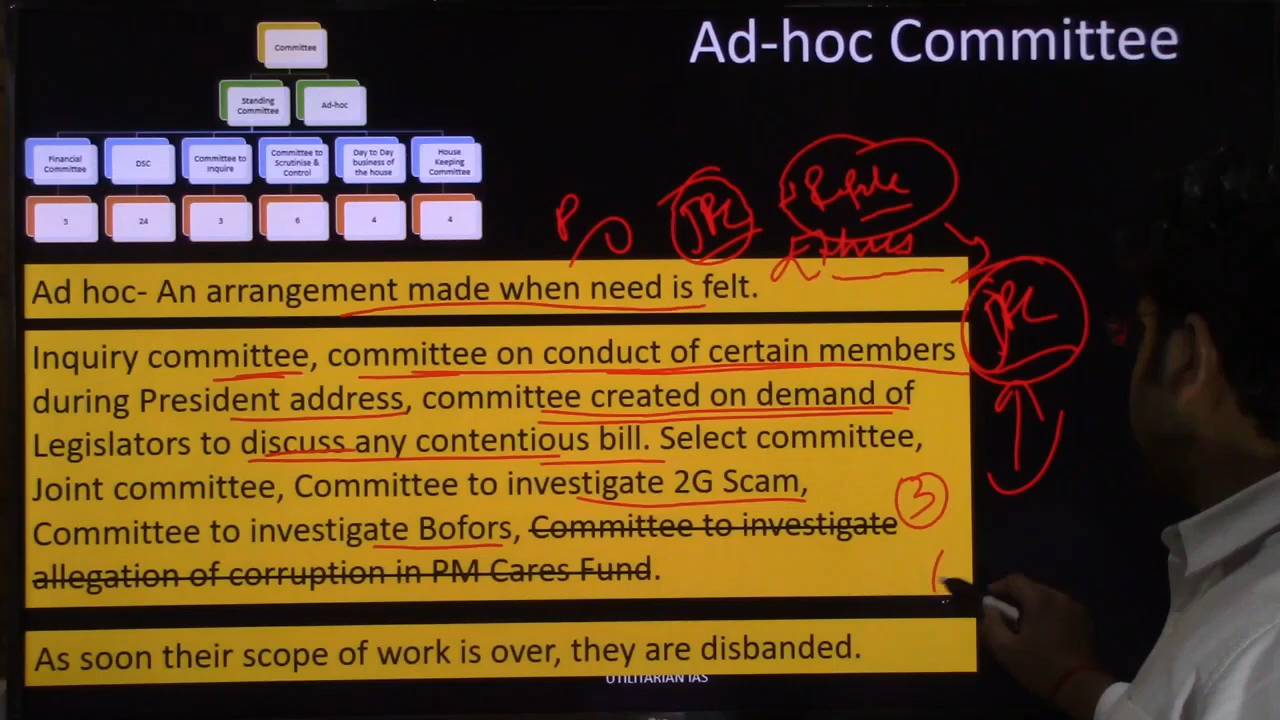 Ad-hoc Committee
Committee
Standing
Committee
Ad-hoc
Financial
Committee
DSC
Committee to
Inquire
Committee to
Scrutinise &
Control
Day to Day
business of
the house
House
Keeping
Committee
3
24
3
6
4
4
P
JPC
Ethics
JPC
Ad hoc- An arrangement made when need is felt.
Inquiry committee, committee on conduct of certain members
during President address, committee created on demand of
Legislators to discuss any contentious bill. Select committee,
Joint committee, Committee to investigate 2G Scam,
Committee to investigate Bofors, Committee to investigate
allegation of corruption in PM Cares Fund.
3
As soon their scope of work is over, they are disbanded.
UTILITARIAN IAS